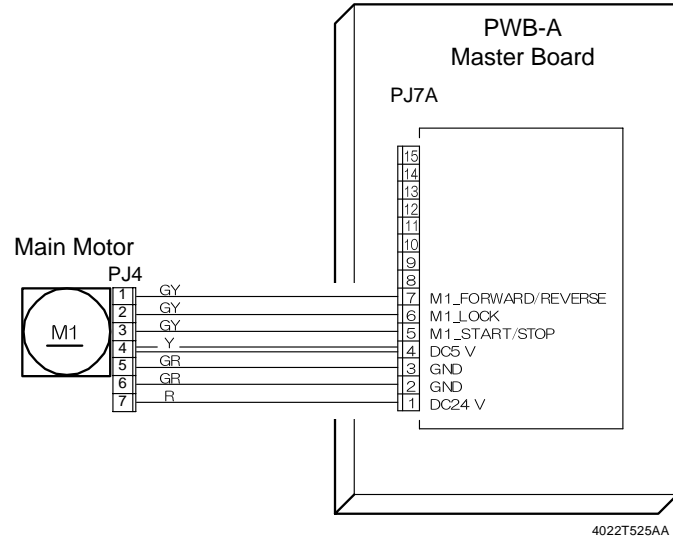 PWB-A
Master Board
PJ7A
15
14
13
12
11
10
9
8
Main Motor
PJ4
M1
1 GY 7 M1_FORWARD/REVERSE
2 GY 6 M1_LOCK
3 GY 5 M1_START/STOP
4 Y 4 DC5 V
5 GR 3 GND
6 GR 2 GND
7 R 1 DC24 V
4022T525AA